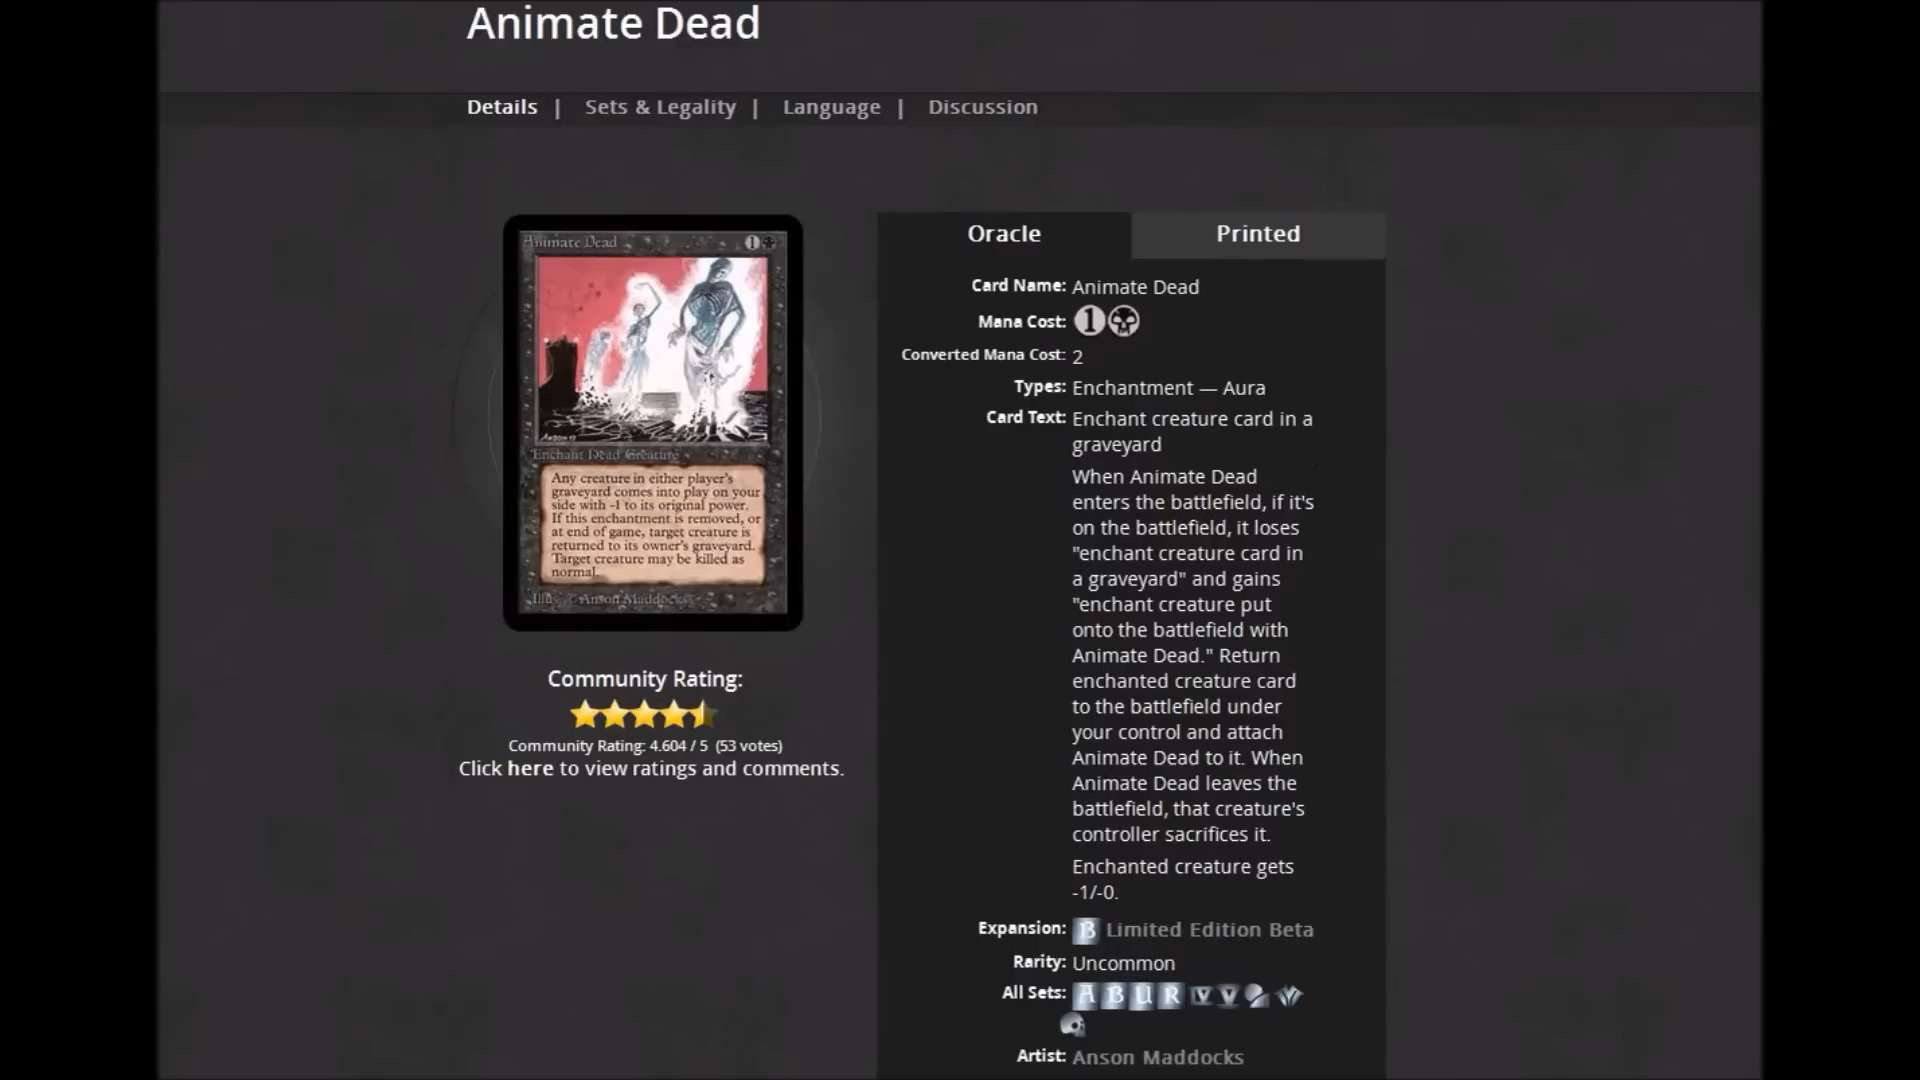 Animate Dead
Details | Sets & Legality | Language | Discussion
Animate Dead 1
Enchant Dead Creature
Any creature in either player's
graveyard comes into play on your
side with -1 to its original power.
If this enchantment is removed, or
at end of game, target creature is
returned to its owner's graveyard.
Target creature may be killed as
normal.
Illus. © Anson Maddocks
Community Rating:
Community Rating: 4.604 / 5 (53 votes)
Click here to view ratings and comments.
Oracle Printed
Card Name: Animate Dead
Mana Cost: 1
Converted Mana Cost: 2
Types: Enchantment — Aura
Card Text: Enchant creature card in a
graveyard
When Animate Dead
enters the battlefield, if it's
on the battlefield, it loses
"enchant creature card in
a graveyard" and gains
"enchant creature put
onto the battlefield with
Animate Dead." Return
enchanted creature card
to the battlefield under
your control and attach
Animate Dead to it. When
Animate Dead leaves the
battlefield, that creature's
controller sacrifices it.
Enchanted creature gets
-1/-0.
Expansion: B Limited Edition Beta
Rarity: Uncommon
All Sets: A B U R IV V
Artist: Anson Maddocks